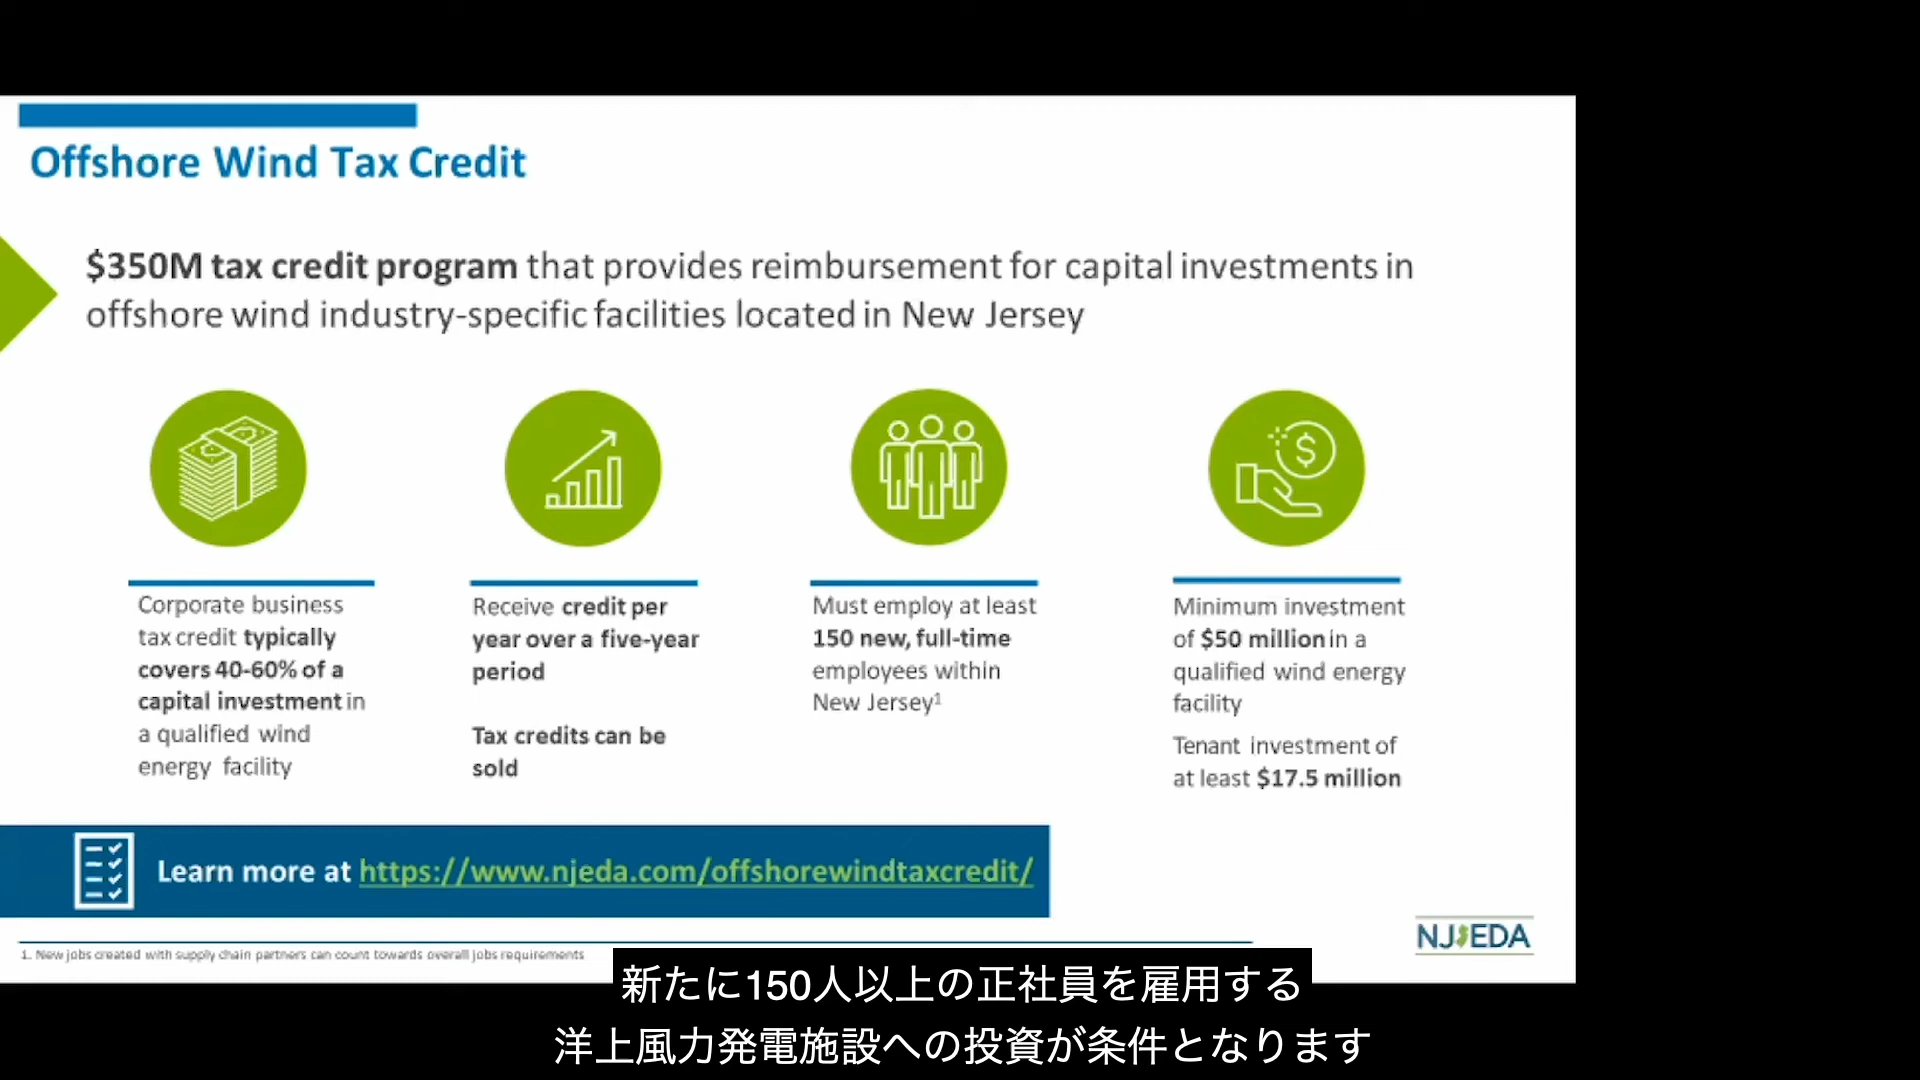 Offshore Wind Tax Credit
$350M tax credit program that provides reimbursement for capital investments in
offshore wind industry-specific facilities located in New Jersey
Corporate business
tax credit typically
covers 40-60% of a
capital investment in
a qualified wind
energy facility
Receive credit per
year over a five-year
period
Tax credits can be
sold
Must employ at least
150 new, full-time
employees within
New Jersey¹
Minimum investment
of $50 million in a
qualified wind energy
facility
Tenant investment of
at least $17.5 million
Learn more at https://www.njeda.com/offshorewindtaxcredit/
1. New jobs created with supply chain partners can count towards overall jobs requirements
NJEDA
新たに150人以上の正社員を雇用する
洋上風力発電施設への投資が条件となります